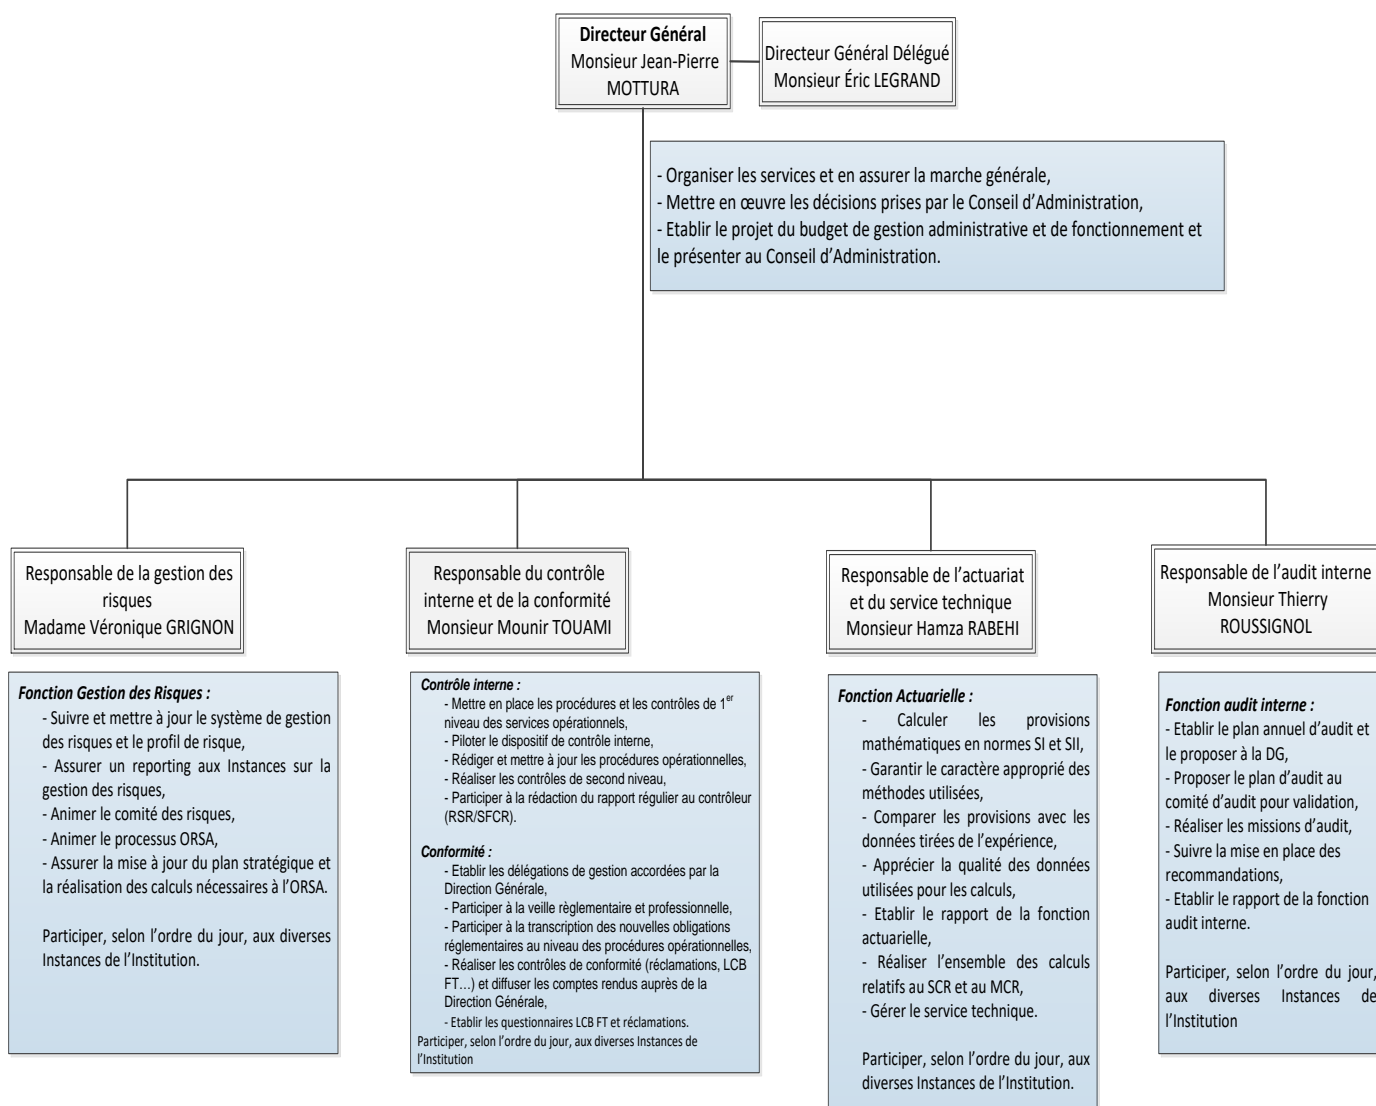 Directeur Général
Monsieur Jean-Pierre
MOTTURA
Directeur Général Délégué
Monsieur Éric LEGRAND
- Organiser les services et en assurer la marche générale,
- Mettre en œuvre les décisions prises par le Conseil d’Administration,
- Etablir le projet du budget de gestion administrative et de fonctionnement et
le présenter au Conseil d’Administration.
Responsable de la gestion des
risques
Madame Véronique GRIGNON
Responsable du contrôle
interne et de la conformité
Monsieur Mounir TOUAMI
Responsable de l’actuariat
et du service technique
Monsieur Hamza RABEHI
Responsable de l’audit interne
Monsieur Thierry
ROUSSIGNOL
Fonction Gestion des Risques :
- Suivre et mettre à jour le système de gestion
des risques et le profil de risque,
- Assurer un reporting aux Instances sur la
gestion des risques,
- Animer le comité des risques,
- Animer le processus ORSA,
- Assurer la mise à jour du plan stratégique et
la réalisation des calculs nécessaires à l’ORSA.
Participer, selon l’ordre du jour, aux diverses
Instances de l’Institution.
Contrôle interne :
- Mettre en place les procédures et les contrôles de 1er
niveau des services opérationnels,
- Piloter le dispositif de contrôle interne,
- Rédiger et mettre à jour les procédures opérationnelles,
- Réaliser les contrôles de second niveau,
- Participer à la rédaction du rapport régulier au contrôleur
(RSR/SFCR).
Conformité :
- Etablir les délégations de gestion accordées par la
Direction Générale,
- Participer à la veille règlementaire et professionnelle,
- Participer à la transcription des nouvelles obligations
réglementaires au niveau des procédures opérationnelles,
- Réaliser les contrôles de conformité (réclamations, LCB
FT…) et diffuser les comptes rendus auprès de la
Direction Générale,
- Etablir les questionnaires LCB FT et réclamations.
Participer, selon l’ordre du jour, aux diverses Instances de
l’Institution
Fonction Actuarielle :
- Calculer les provisions
mathématiques en normes SI et SII,
- Garantir le caractère approprié des
méthodes utilisées,
- Comparer les provisions avec les
données tirées de l’expérience,
- Apprécier la qualité des données
utilisées pour les calculs,
- Etablir le rapport de la fonction
actuarielle,
- Réaliser l’ensemble des calculs
relatifs au SCR et au MCR,
- Gérer le service technique.
Participer, selon l’ordre du jour, aux
diverses Instances de l’Institution.
Fonction audit interne :
- Etablir le plan annuel d’audit et
le proposer à la DG,
- Proposer le plan d’audit au
comité d’audit pour validation,
- Réaliser les missions d’audit,
- Suivre la mise en place des
recommandations,
- Etablir le rapport de la fonction
audit interne.
Participer, selon l’ordre du jour,
aux diverses Instances de
l’Institution